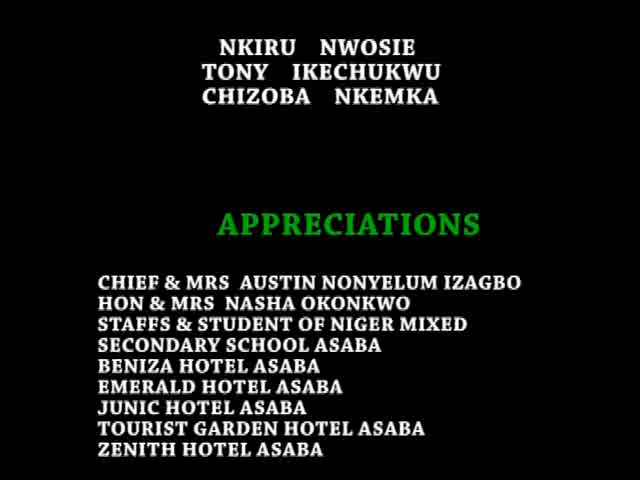 NKIRU NWOSIE
TONY IKECHUKWU
CHIZOBA NKEMKA
APPRECIATIONS
CHIEF & MRS AUSTIN NONYELUM IZAGBO
HON & MRS NASHA OKONKWO
STAFFS & STUDENT OF NIGER MIXED
SECONDARY SCHOOL ASABA
BENIZA HOTEL ASABA
EMERALD HOTEL ASABA
JUNIC HOTEL ASABA
TOURIST GARDEN HOTEL ASABA
ZENITH HOTEL ASABA